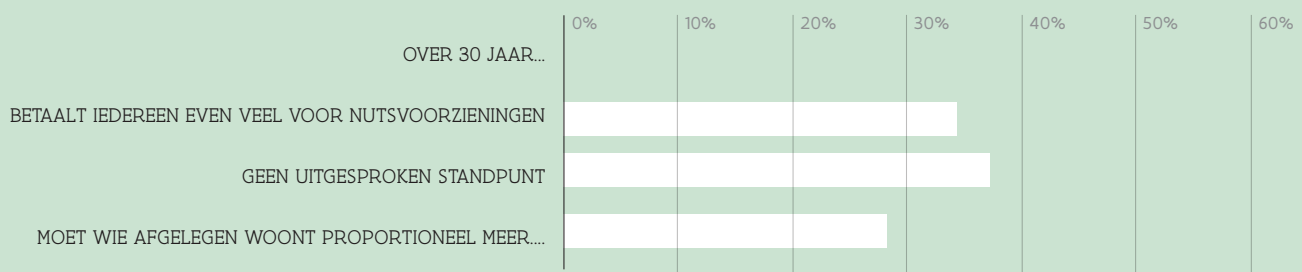 0% 10% 20% 30% 40% 50% 60%
OVER 30 JAAR...
BETAALT IEDEREEN EVEN VEEL VOOR NUTSVOORZIENINGEN
GEEN UITGESPROKEN STANDPUNT
MOET WIE AFGELEGEN WOONT PROPORTIONEEL MEER....